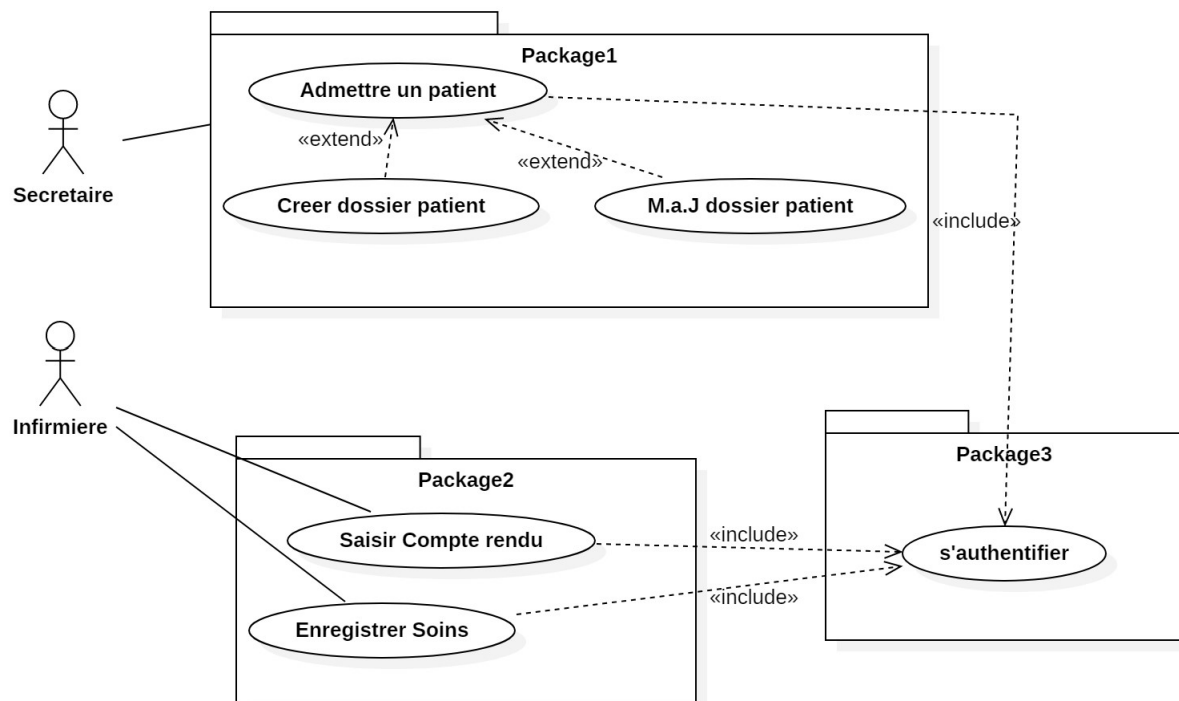 Package1
Admettre un patient
«extend»
«extend»
Secretaire
Creer dossier patient
M.a.J dossier patient
«include»
Infirmiere
Package2
Package3
Saisir Compte rendu
«include»
s'authentifier
«include»
Enregistrer Soins